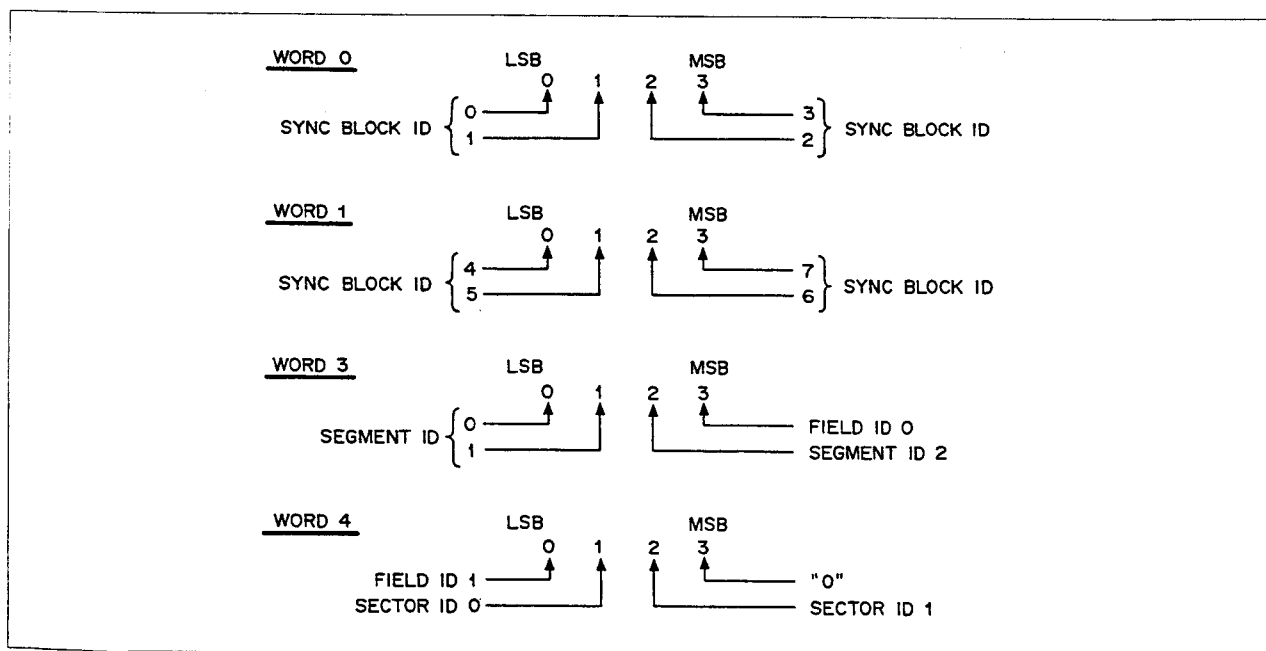 WORD 0
LSB MSB
0 1 2 3
0 3
SYNC BLOCK ID SYNC BLOCK ID
1 2
WORD 1
LSB MSB
0 1 2 3
4 7
SYNC BLOCK ID SYNC BLOCK ID
5 6
WORD 3
LSB MSB
0 1 2 3
0 FIELD ID 0
SEGMENT ID
1 SEGMENT ID 2
WORD 4
LSB MSB
0 1 2 3
FIELD ID 1 "0"
SECTOR ID 0 SECTOR ID 1